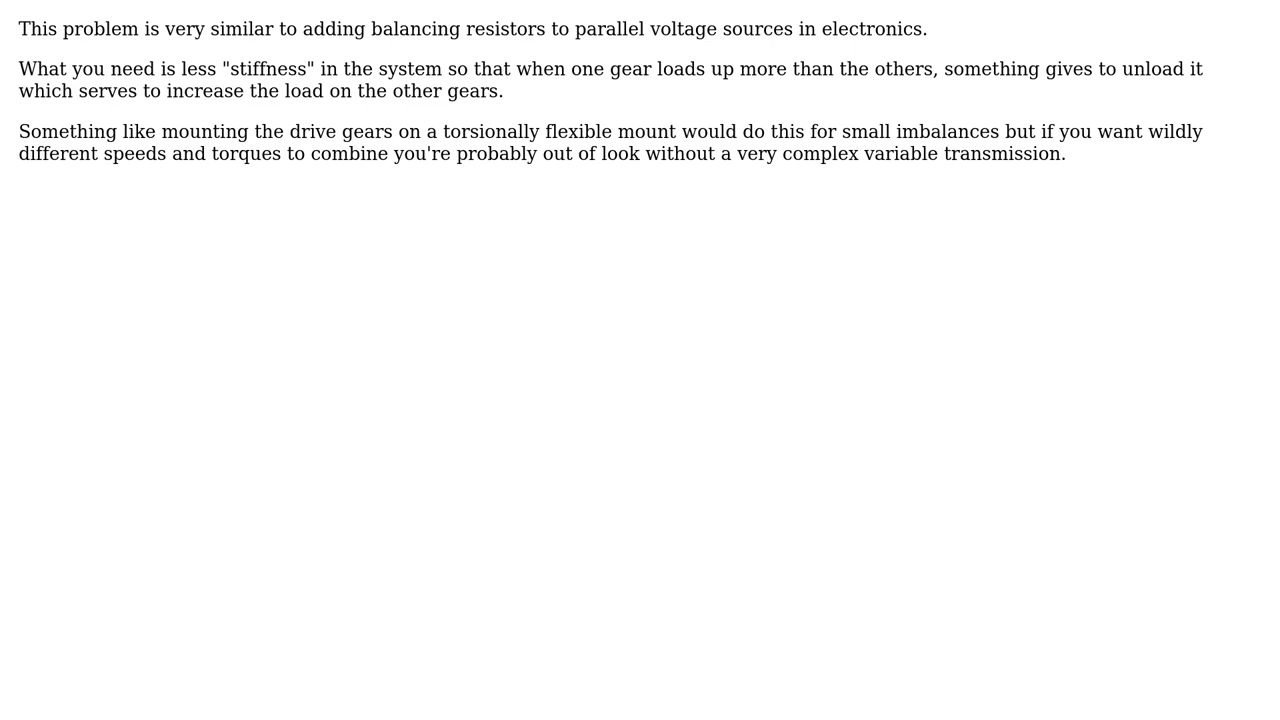 This problem is very similar to adding balancing resistors to parallel voltage sources in electronics.
What you need is less "stiffness" in the system so that when one gear loads up more than the others, something gives to unload it
which serves to increase the load on the other gears.
Something like mounting the drive gears on a torsionally flexible mount would do this for small imbalances but if you want wildly
different speeds and torques to combine you're probably out of look without a very complex variable transmission.